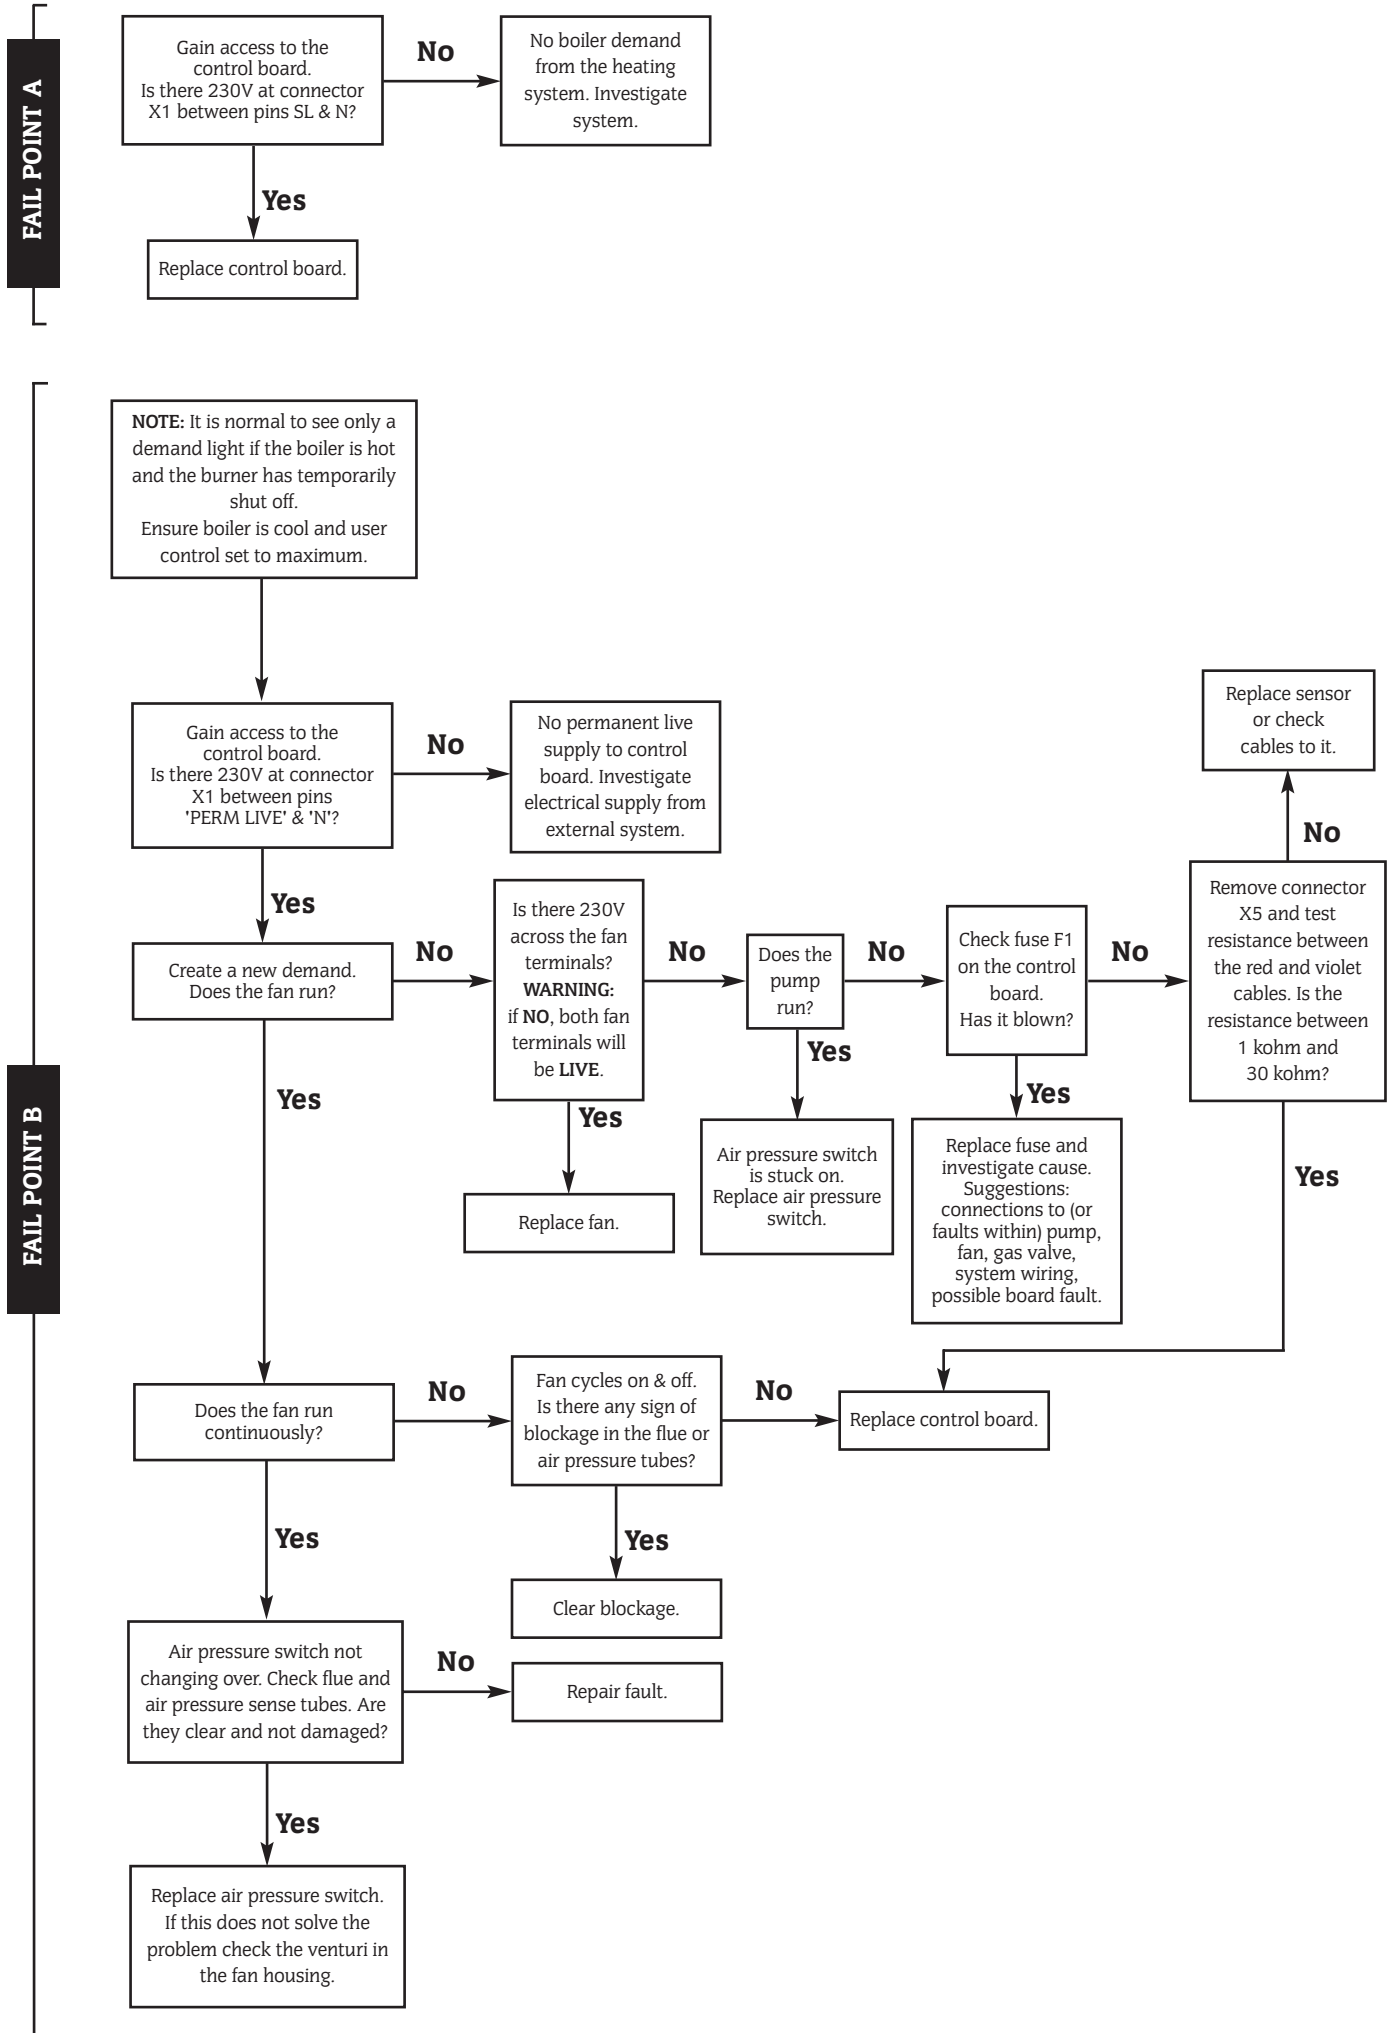 FAIL POINT A
Gain access to the
control board.
Is there 230V at connector
X1 between pins SL & N?
No
No boiler demand
from the heating
system. Investigate
system.
Yes
Replace control board.
FAIL POINT B
NOTE: It is normal to see only a
demand light if the boiler is hot
and the burner has temporarily
shut off.
Ensure boiler is cool and user
control set to maximum.
Gain access to the
control board.
Is there 230V at connector
X1 between pins
'PERM LIVE' & 'N'?
No
No permanent live
supply to control
board. Investigate
electrical supply from
external system.
Yes
Create a new demand.
Does the fan run?
No
Is there 230V
across the fan
terminals?
WARNING:
if NO, both fan
terminals will
be LIVE.
No
Does the
pump
run?
No
Check fuse F1
on the control
board.
Has it blown?
No
Remove connector
X5 and test
resistance between
the red and violet
cables. Is the
resistance between
1 kohm and
30 kohm?
No
Replace sensor
or check
cables to it.
Yes
Yes
Replace fan.
Yes
Air pressure switch
is stuck on.
Replace air pressure
switch.
Yes
Replace fuse and
investigate cause.
Suggestions:
connections to (or
faults within) pump,
fan, gas valve,
system wiring,
possible board fault.
Yes
Does the fan run
continuously?
No
Fan cycles on & off.
Is there any sign of
blockage in the flue or
air pressure tubes?
No
Replace control board.
Yes
Clear blockage.
Yes
Air pressure switch not
changing over. Check flue and
air pressure sense tubes. Are
they clear and not damaged?
No
Repair fault.
Yes
Replace air pressure switch.
If this does not solve the
problem check the venturi in
the fan housing.